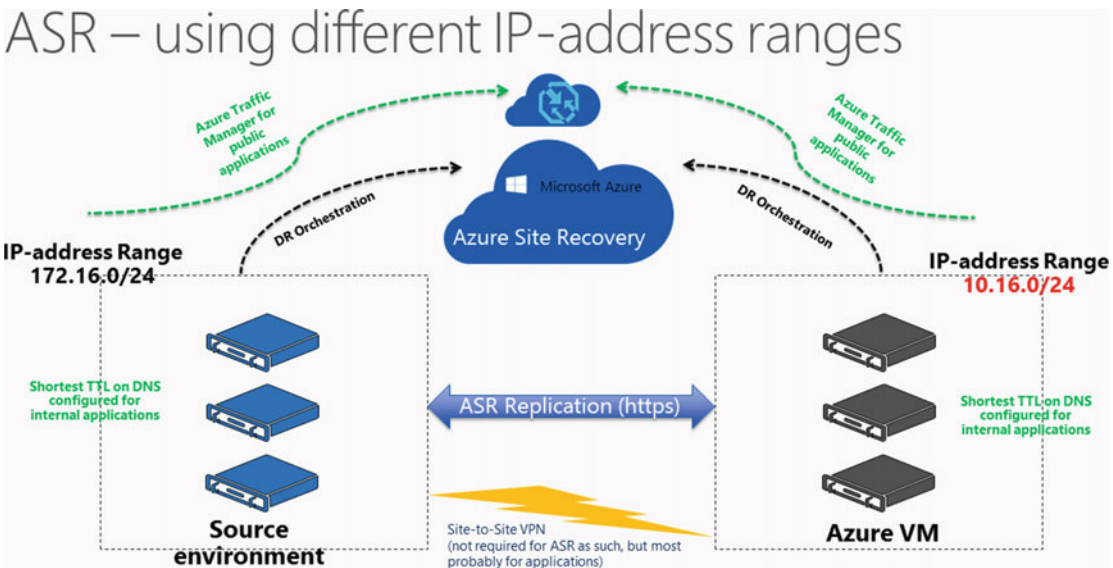 ASR – using different IP-address ranges
Azure Traffic
Manager for
public
applications
Azure Traffic
Manager for
public
applications
DR Orchestration
Microsoft Azure
Azure Site Recovery
DR Orchestration
IP-address Range
172.16.0/24
IP-address Range
10.16.0/24
Shortest TTL on DNS
configured for
internal applications
ASR Replication (https)
Shortest TTL on DNS
configured for
internal applications
Source
environment
Site-to-Site VPN
(not required for ASR as such, but most
probably for applications)
Azure VM